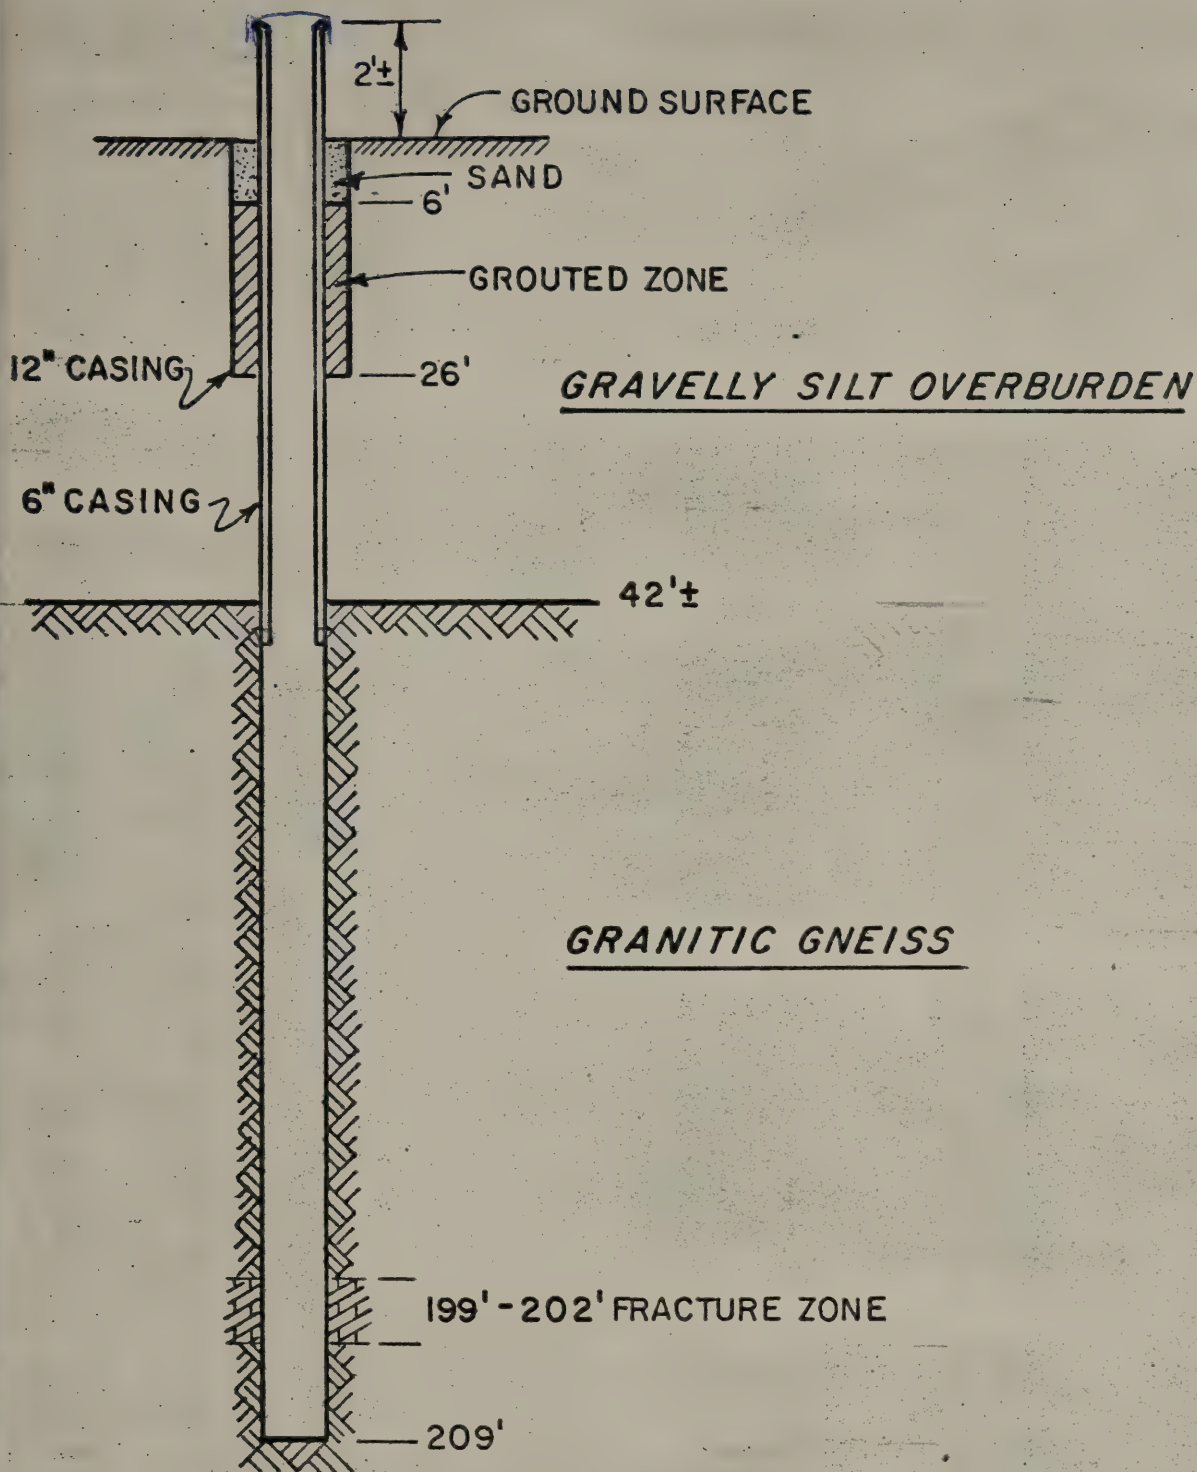 2'±
GROUND SURFACE
SAND
6'
GROUTED ZONE
12" CASING
26'
GRAVELLY SILT OVERBURDEN
6" CASING
42'±
GRANITIC GNEISS
199'-202' FRACTURE ZONE
209'